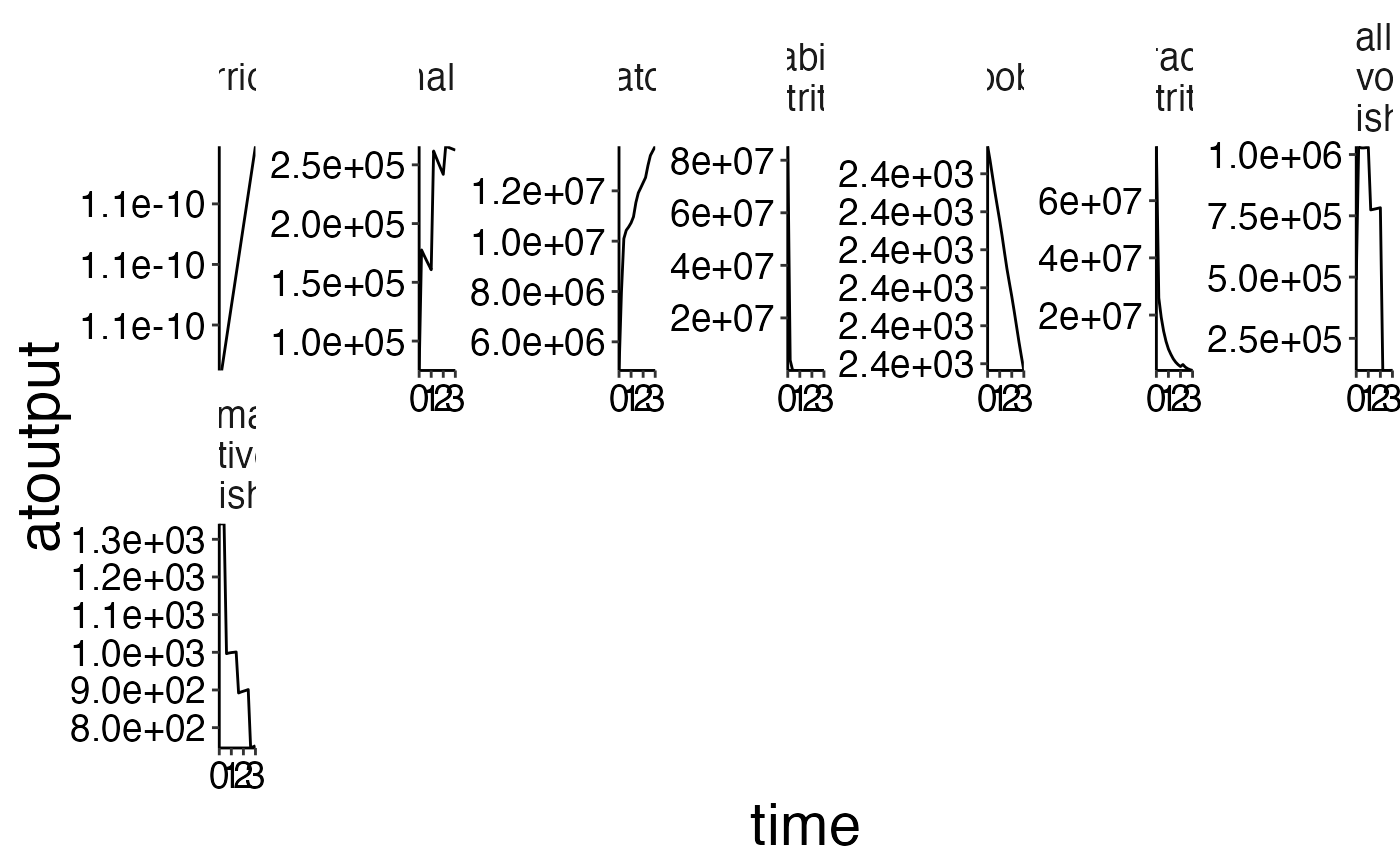 all
abi ac vo
rric nal ato trit ob trit ish
1.1e-10
1.1e-10
1.1e-10
2.5e+05
2.0e+05
1.5e+05
1.0e+05
0123
1.2e+07
1.0e+07
8.0e+06
6.0e+06
0123
8e+07
6e+07
4e+07
2e+07
0123
2.4e+03
2.4e+03
2.4e+03
2.4e+03
2.4e+03
2.4e+03
0123
6e+07
4e+07
2e+07
0123
1.0e+06
7.5e+05
5.0e+05
2.5e+05
0123
atoutput
ma
tiv
ish
1.3e+03
1.2e+03
1.1e+03
1.0e+03
9.0e+02
8.0e+02
0123
time